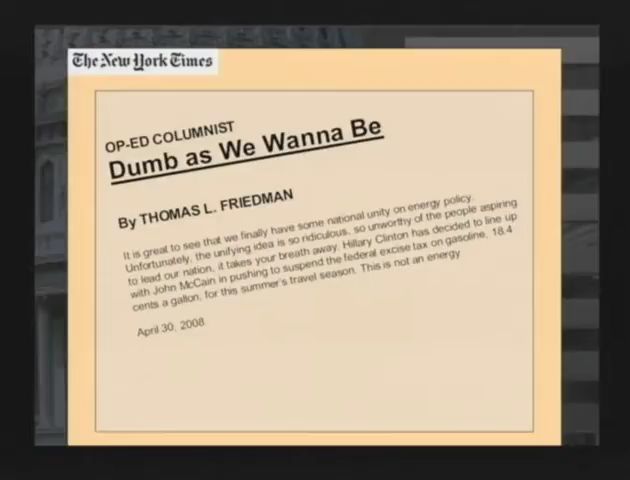 The New York Times
OP-ED COLUMNIST
Dumb as We Wanna Be
By THOMAS L. FRIEDMAN
It is great to see that we finally have some national unity on energy policy.
Unfortunately, the unifying idea is so ridiculous, so unworthy of the people aspiring
to lead our nation, it takes your breath away. Hillary Clinton has decided to line up
with John McCain in pushing to suspend the federal excise tax on gasoline, 18.4
cents a gallon, for this summer's travel season. This is not an energy
April 30, 2008